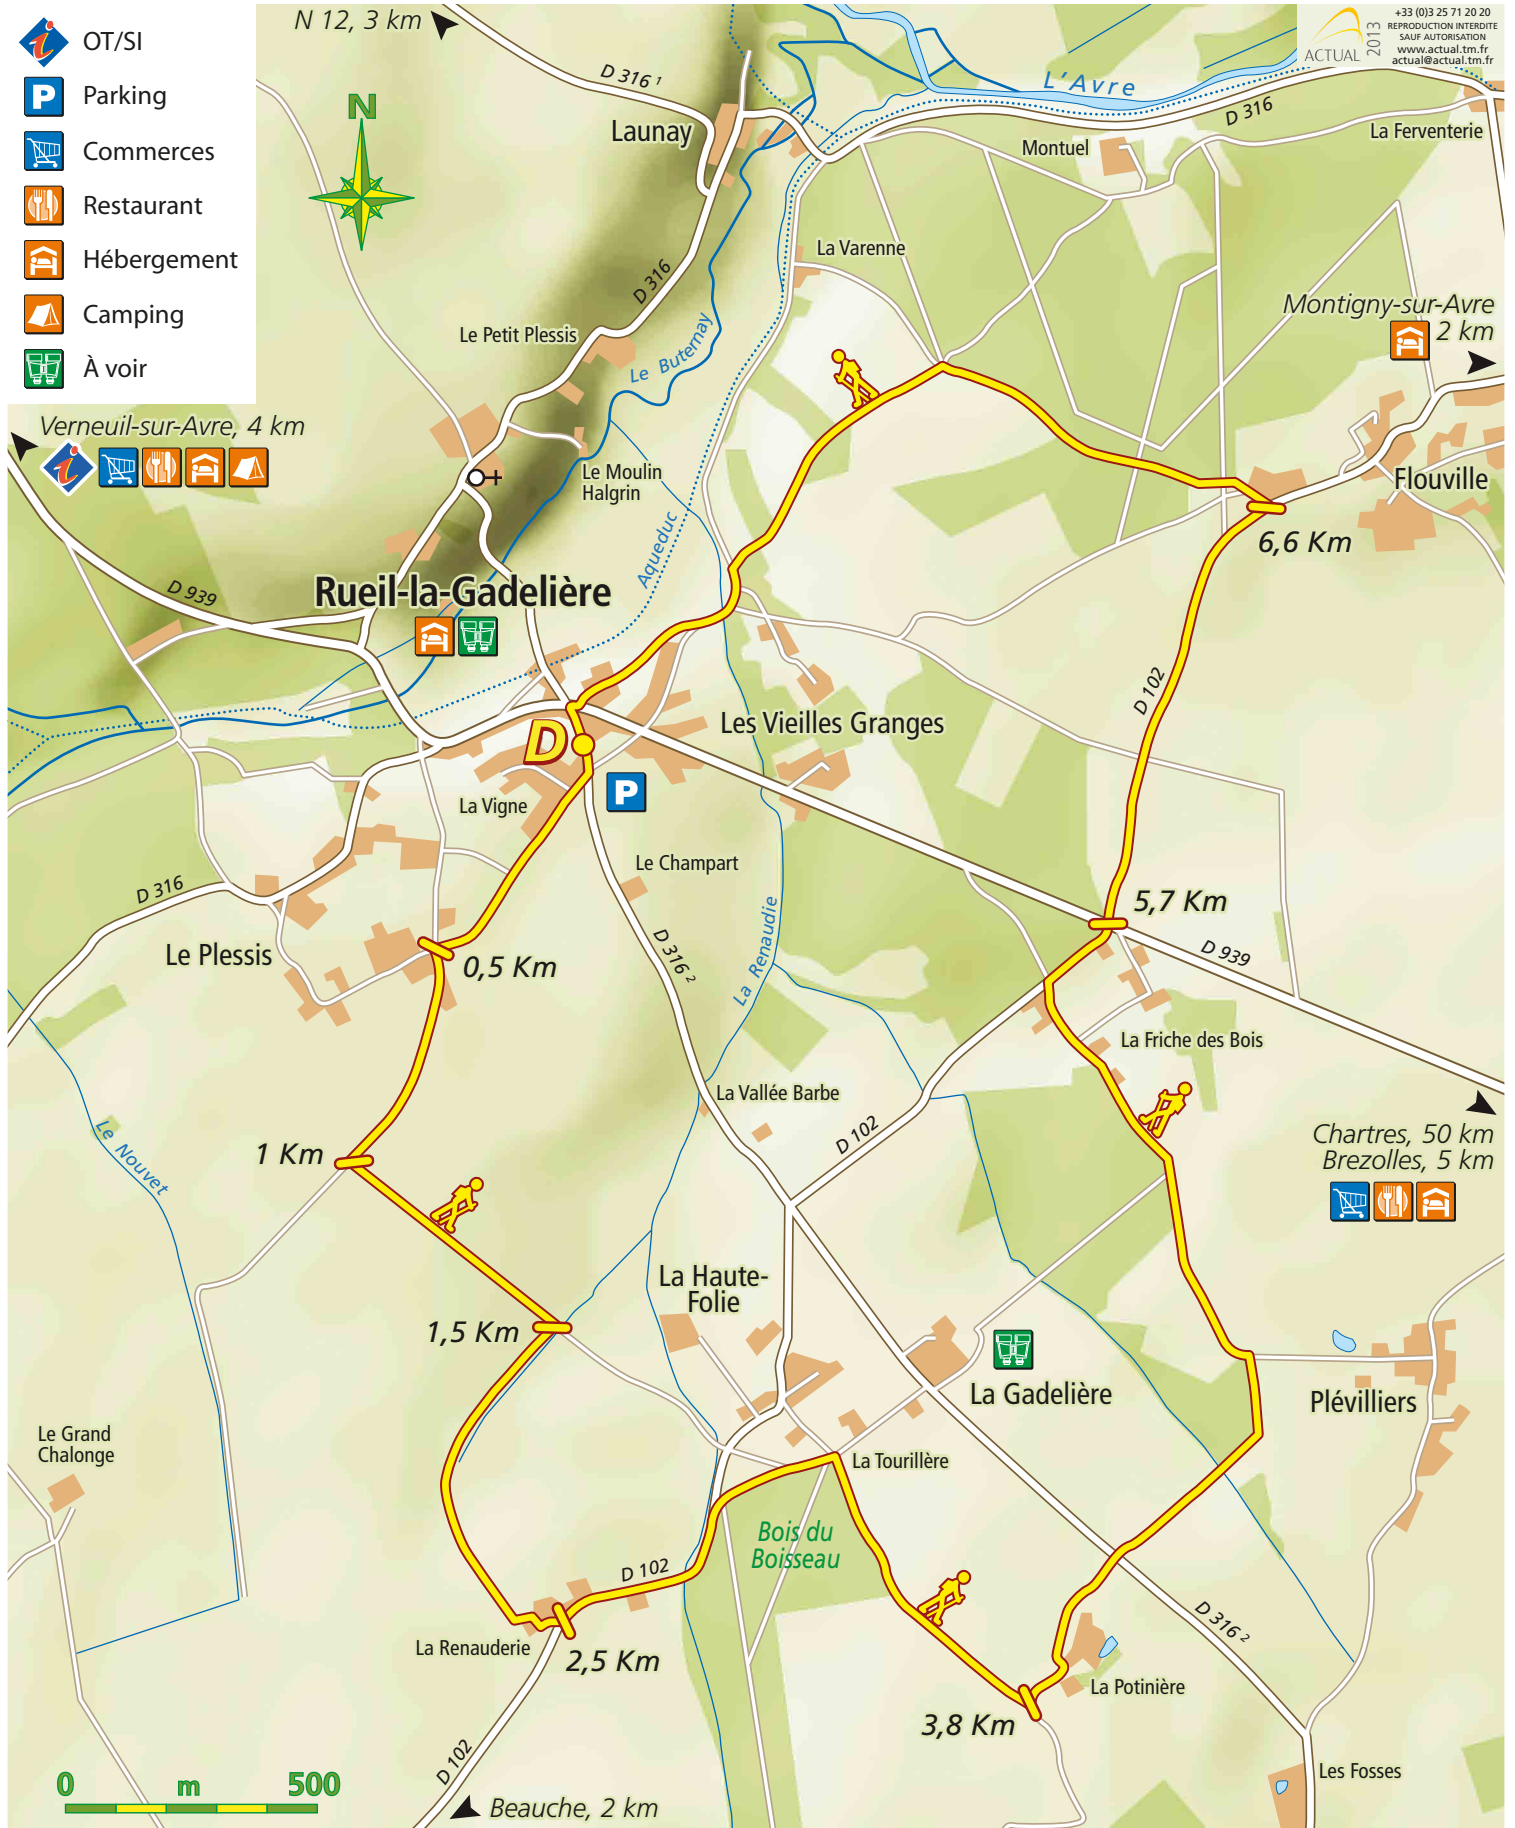 OT/SI
Parking
Commerces
Restaurant
Hébergement
Camping
À voir
N 12, 3 km
+33 (0)3 25 71 20 20
REPRODUCTION INTERDITE
SAUF AUTORISATION
www.actual.tm.fr
actual@actual.tm.fr
ACTUAL
2013
N
D 316 1
L'Avre
D 316
Launay
Montuel
La Ferventerie
La Varenne
D 316
Montigny-sur-Avre
2 km
Le Petit Plessis
Le Buternay
Verneuil-sur-Avre, 4 km
Le Moulin
Halgrin
Flouville
Aqueduc
6,6 Km
D 939
Rueil-la-Gadelière
D 102
Les Vieilles Granges
D
P
La Vigne
Le Champart
D 316
5,7 Km
Le Plessis
0,5 Km
D 316 2
La Renaudie
D 939
La Friche des Bois
La Vallée Barbe
D 102
Chartres, 50 km
Brezolles, 5 km
Le Nouvet
1 Km
La Haute-
Folie
1,5 Km
La Gadelière
Plévilliers
Le Grand
Chalonge
La Tourillère
Bois du
Boisseau
D 102
D 316 2
La Renauderie
2,5 Km
La Potinière
3,8 Km
D 102
Les Fosses
0 m 500
Beauche, 2 km